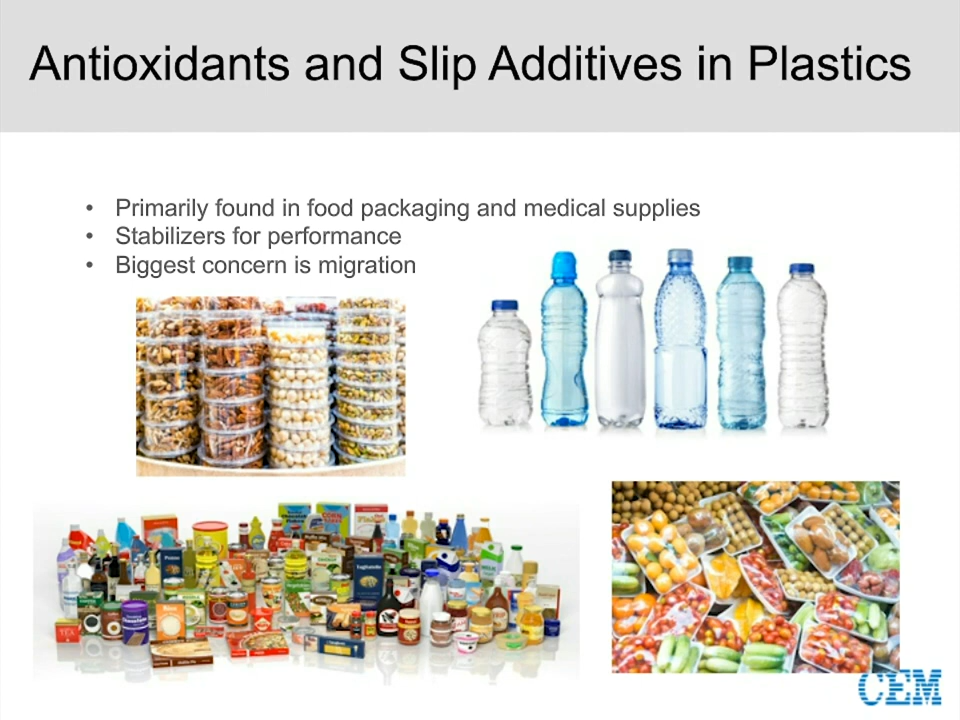 Antioxidants and Slip Additives in Plastics
• Primarily found in food packaging and medical supplies
• Stabilizers for performance
• Biggest concern is migration
CEM